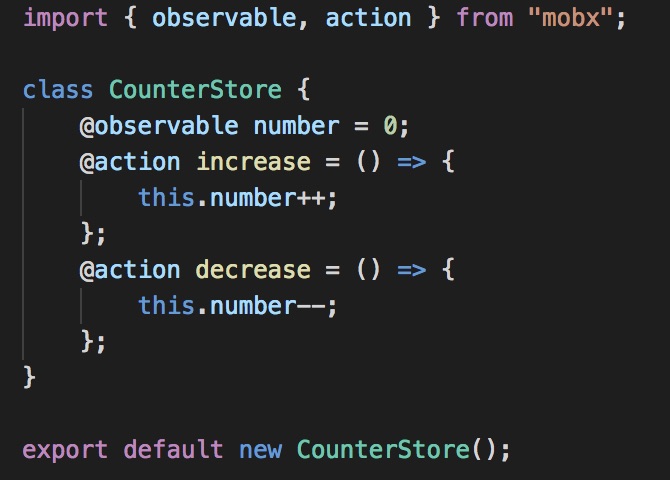 import { observable, action } from "mobx";

class CounterStore {
    @observable number = 0;
    @action increase = () => {
        this.number++;
    };
    @action decrease = () => {
        this.number--;
    };
}

export default new CounterStore();